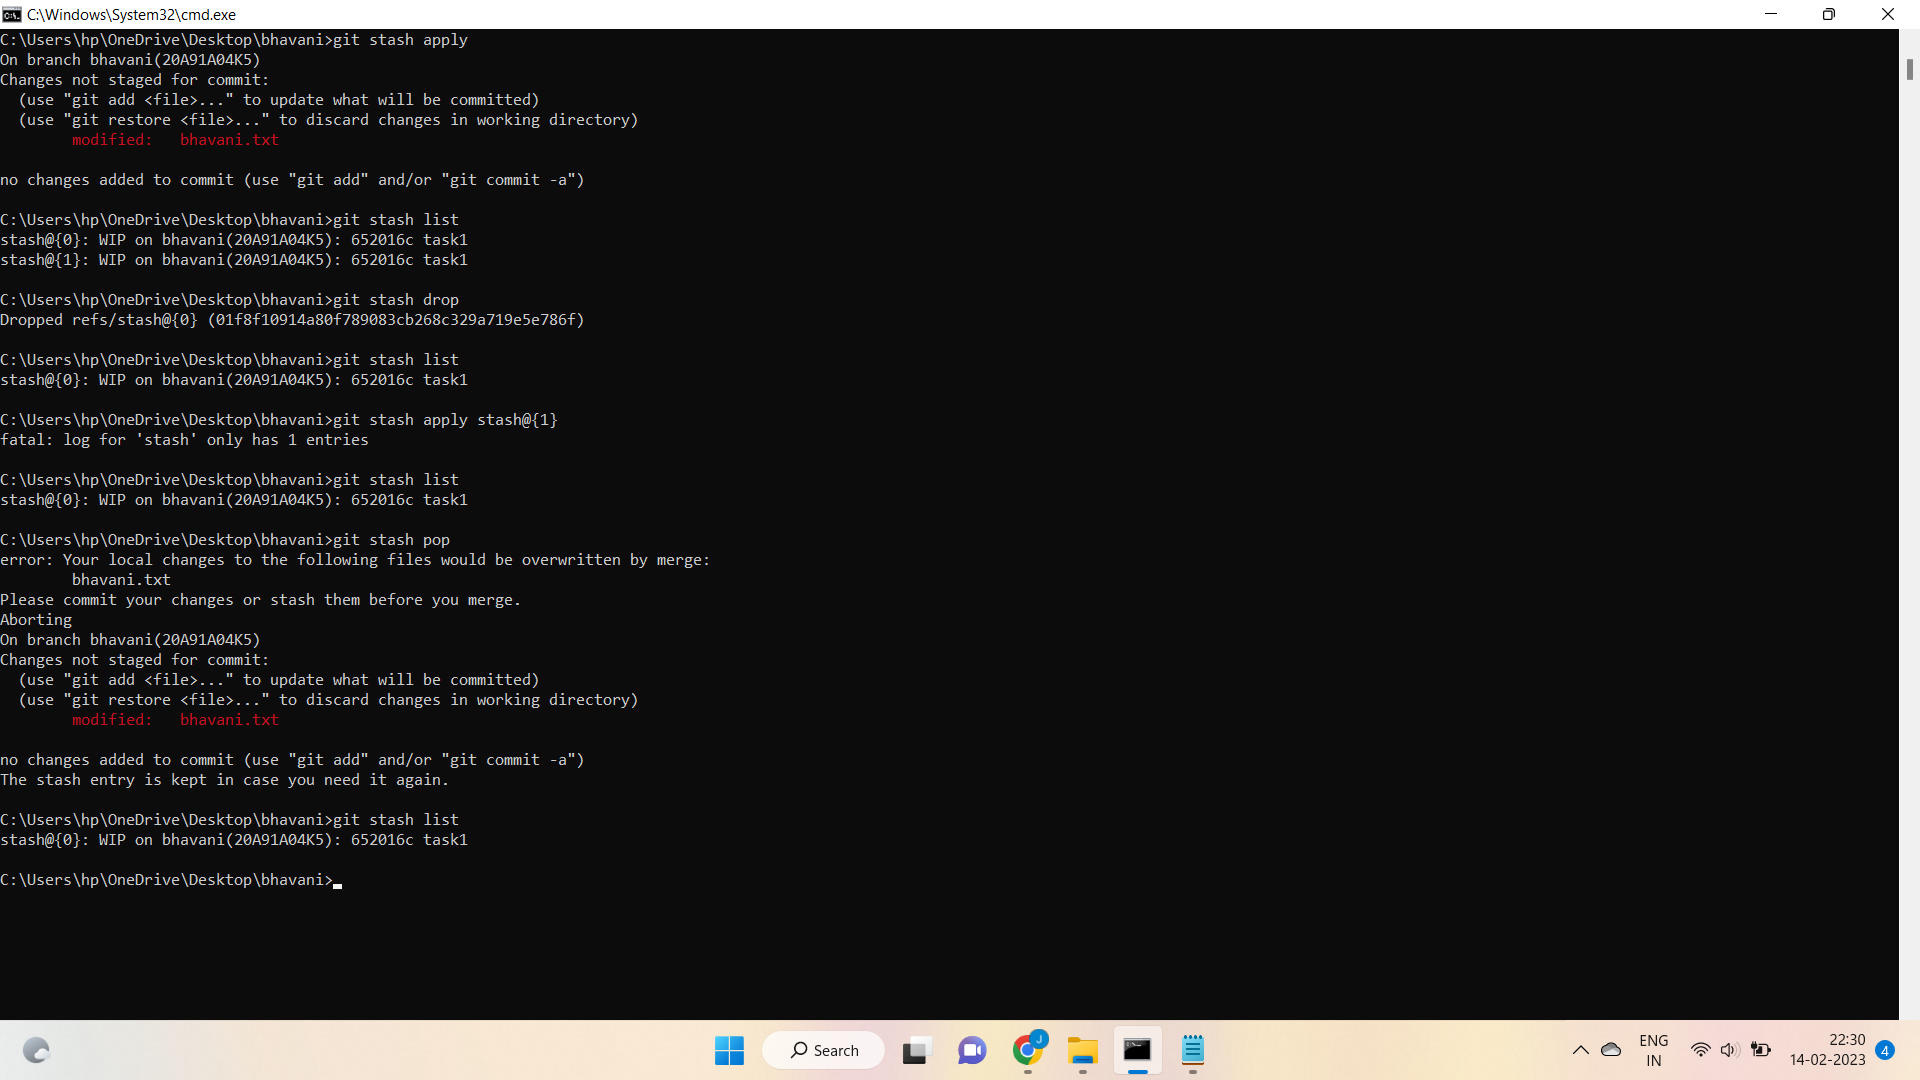 C:\Windows\System32\cmd.exe
C:\Users\hp\OneDrive\Desktop\bhavani>git stash apply
On branch bhavani(20A91A04K5)
Changes not staged for commit:
  (use "git add <file>..." to update what will be committed)
  (use "git restore <file>..." to discard changes in working directory)
        modified:   bhavani.txt

no changes added to commit (use "git add" and/or "git commit -a")

C:\Users\hp\OneDrive\Desktop\bhavani>git stash list
stash@{0}: WIP on bhavani(20A91A04K5): 652016c task1
stash@{1}: WIP on bhavani(20A91A04K5): 652016c task1

C:\Users\hp\OneDrive\Desktop\bhavani>git stash drop
Dropped refs/stash@{0} (01f8f10914a80f789083cb268c329a719e5e786f)

C:\Users\hp\OneDrive\Desktop\bhavani>git stash list
stash@{0}: WIP on bhavani(20A91A04K5): 652016c task1

C:\Users\hp\OneDrive\Desktop\bhavani>git stash apply stash@{1}
fatal: log for 'stash' only has 1 entries

C:\Users\hp\OneDrive\Desktop\bhavani>git stash list
stash@{0}: WIP on bhavani(20A91A04K5): 652016c task1

C:\Users\hp\OneDrive\Desktop\bhavani>git stash pop
error: Your local changes to the following files would be overwritten by merge:
        bhavani.txt
Please commit your changes or stash them before you merge.
Aborting
On branch bhavani(20A91A04K5)
Changes not staged for commit:
  (use "git add <file>..." to update what will be committed)
  (use "git restore <file>..." to discard changes in working directory)
        modified:   bhavani.txt

no changes added to commit (use "git add" and/or "git commit -a")
The stash entry is kept in case you need it again.

C:\Users\hp\OneDrive\Desktop\bhavani>git stash list
stash@{0}: WIP on bhavani(20A91A04K5): 652016c task1

C:\Users\hp\OneDrive\Desktop\bhavani>
Search
J
ENG
IN
22:30
14-02-2023
4